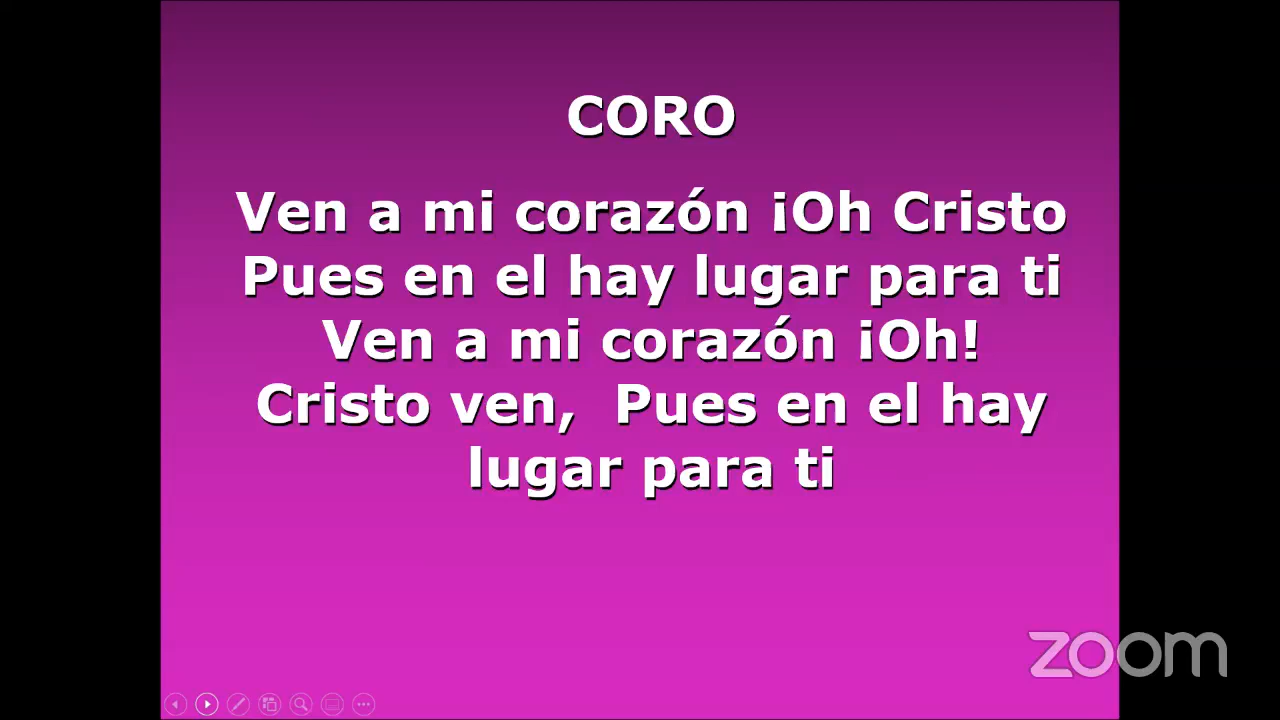 CORO
Ven a mi corazón ¡Oh Cristo
Pues en el hay lugar para ti
Ven a mi corazón ¡Oh!
Cristo ven,  Pues en el hay
lugar para ti
zoom